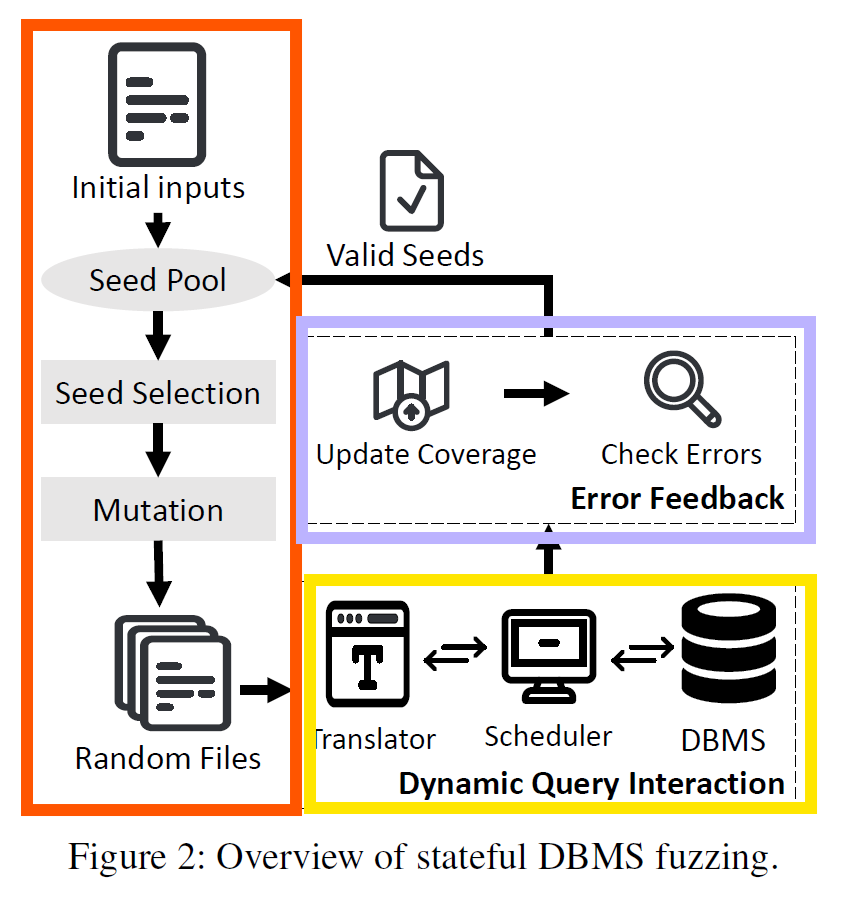 Initial inputs
Seed Pool
Seed Selection
Mutation
Random Files
Valid Seeds
Update Coverage
Check Errors
Error Feedback
T
Translator
Scheduler
DBMS
Dynamic Query Interaction
Figure 2: Overview of stateful DBMS fuzzing.